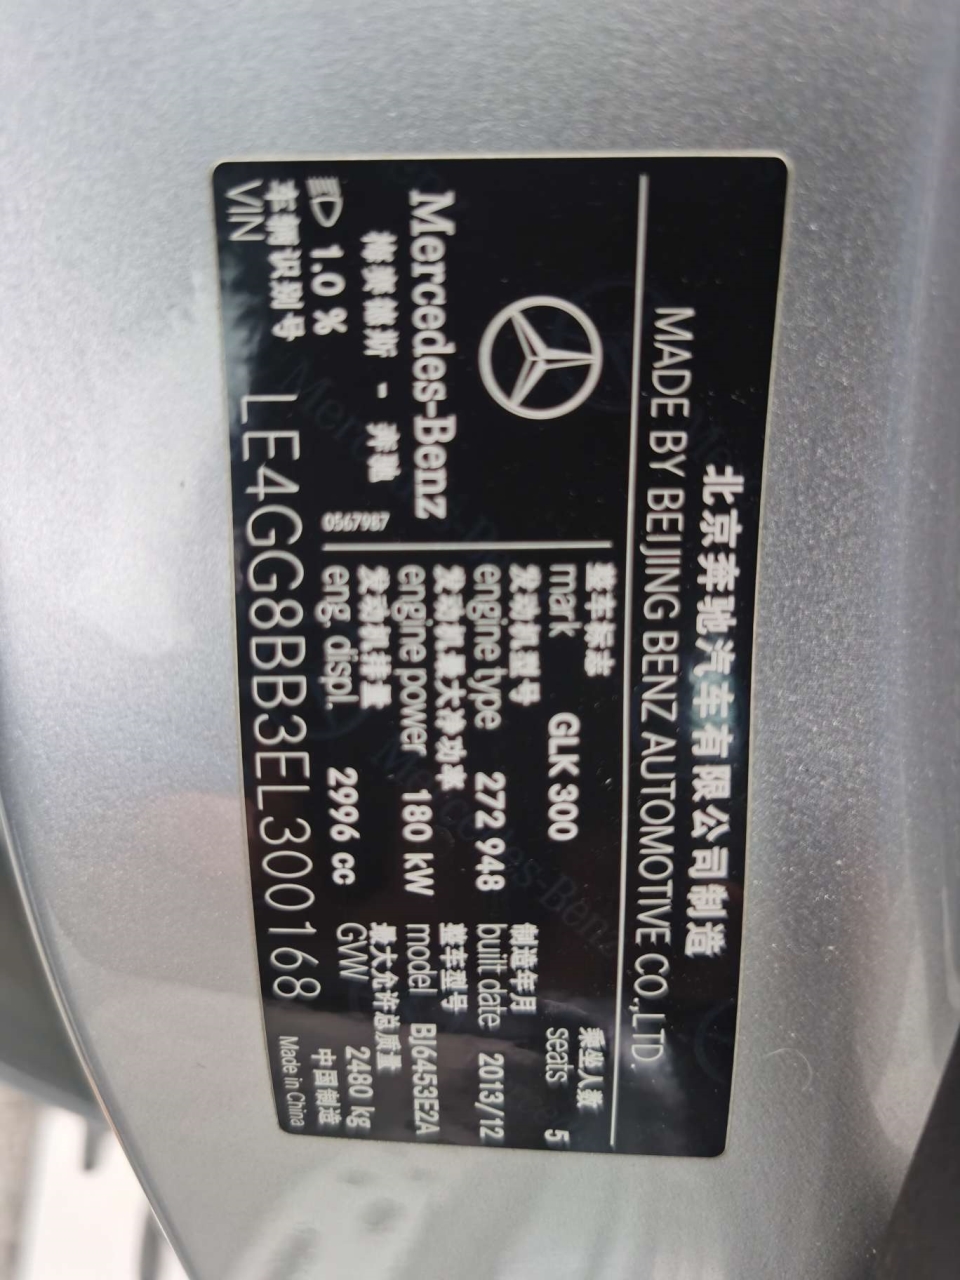 北京奔驰汽车有限公司制造
MADE BY BEIJING BENZ AUTOMOTIVE CO.,LTD.
Mercedes-Benz
梅赛德斯 - 奔驰
0567987
1.0 %
整车标志
mark GLK 300
乘坐人数
seats 5
发动机型号
engine type 272 948
制造年月
built date 2013/12
发动机最大净功率
engine power 180 kW
整车型号
model BJ6453E2A
发动机排量
eng. displ. 2996 cc
最大允许总质量
GVW 2480 kg
车辆识别号
VIN LE4GG8BB3EL300168
中国制造
Made in China